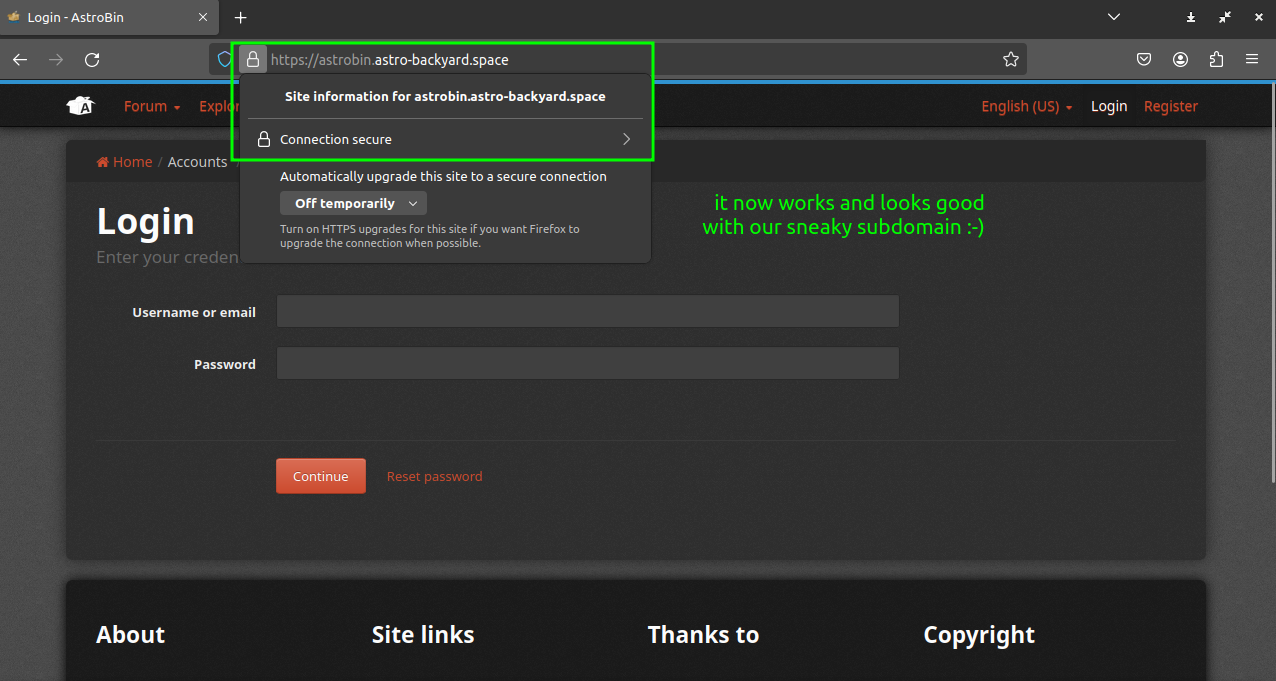 Login - AstroBin
https://astrobin.astro-backyard.space
Site information for astrobin.astro-backyard.space
Connection secure
Automatically upgrade this site to a secure connection
Off temporarily
Turn on HTTPS upgrades for this site if you want Firefox to
upgrade the connection when possible.
Forum
English (US)
Login
Register
Home / Accounts
it now works and looks good
with our sneaky subdomain :-)
Login
Enter your
Username or email
Password
Continue
Reset password
About
Site links
Thanks to
Copyright